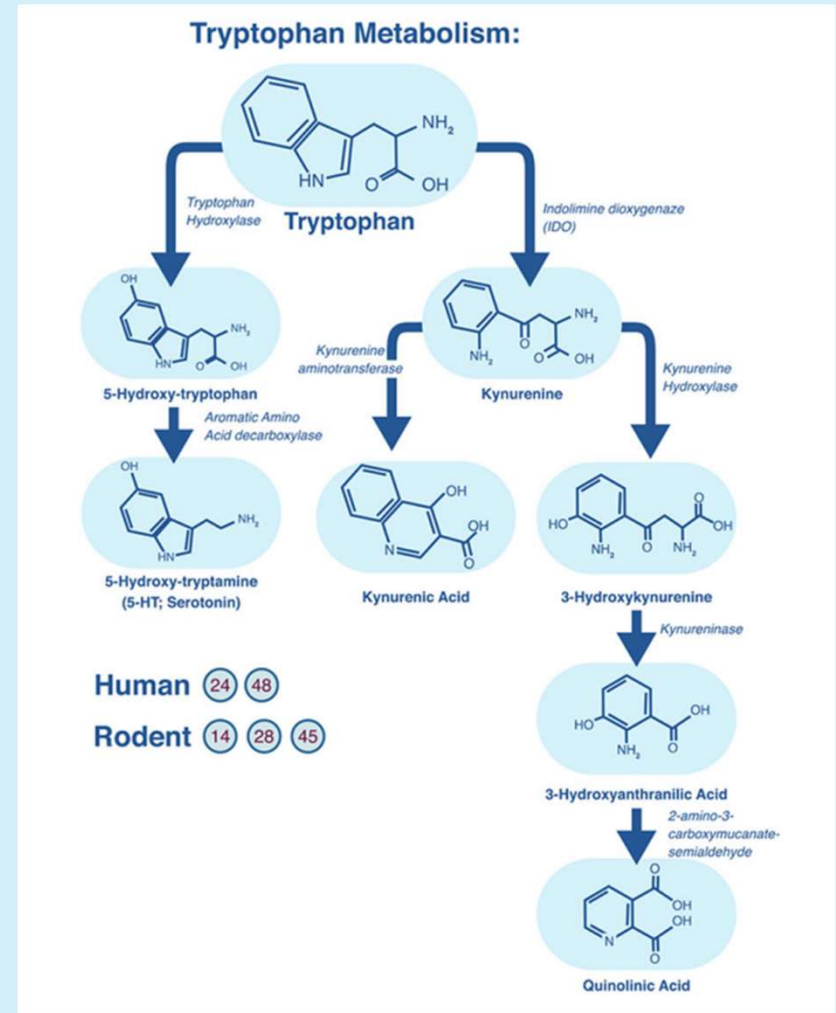 Tryptophan Metabolism:
NH2
HN
O
OH
Tryptophan
Tryptophan
Hydroxylase
Indolimine dioxygenaze
(IDO)
OH
NH2
HN
O
OH
5-Hydroxy-tryptophan
Kynurenine
aminotransferase
NH2
O
NH2
O
OH
Kynurenine
Kynurenine
Hydroxylase
Aromatic Amino
Acid decarboxylase
OH
NH2
HN
5-Hydroxy-tryptamine
(5-HT; Serotonin)
OH
OH
N
O
Kynurenic Acid
O
HO
OH
NH2
O
NH2
3-Hydroxykynurenine
Kynureninase
Human 24 48
Rodent 14 28 45
OH
HO
NH2
O
3-Hydroxyanthranilic Acid
2-amino-3-
carboxymucanate-
semialdehyde
O
OH
OH
N
O
Quinolinic Acid